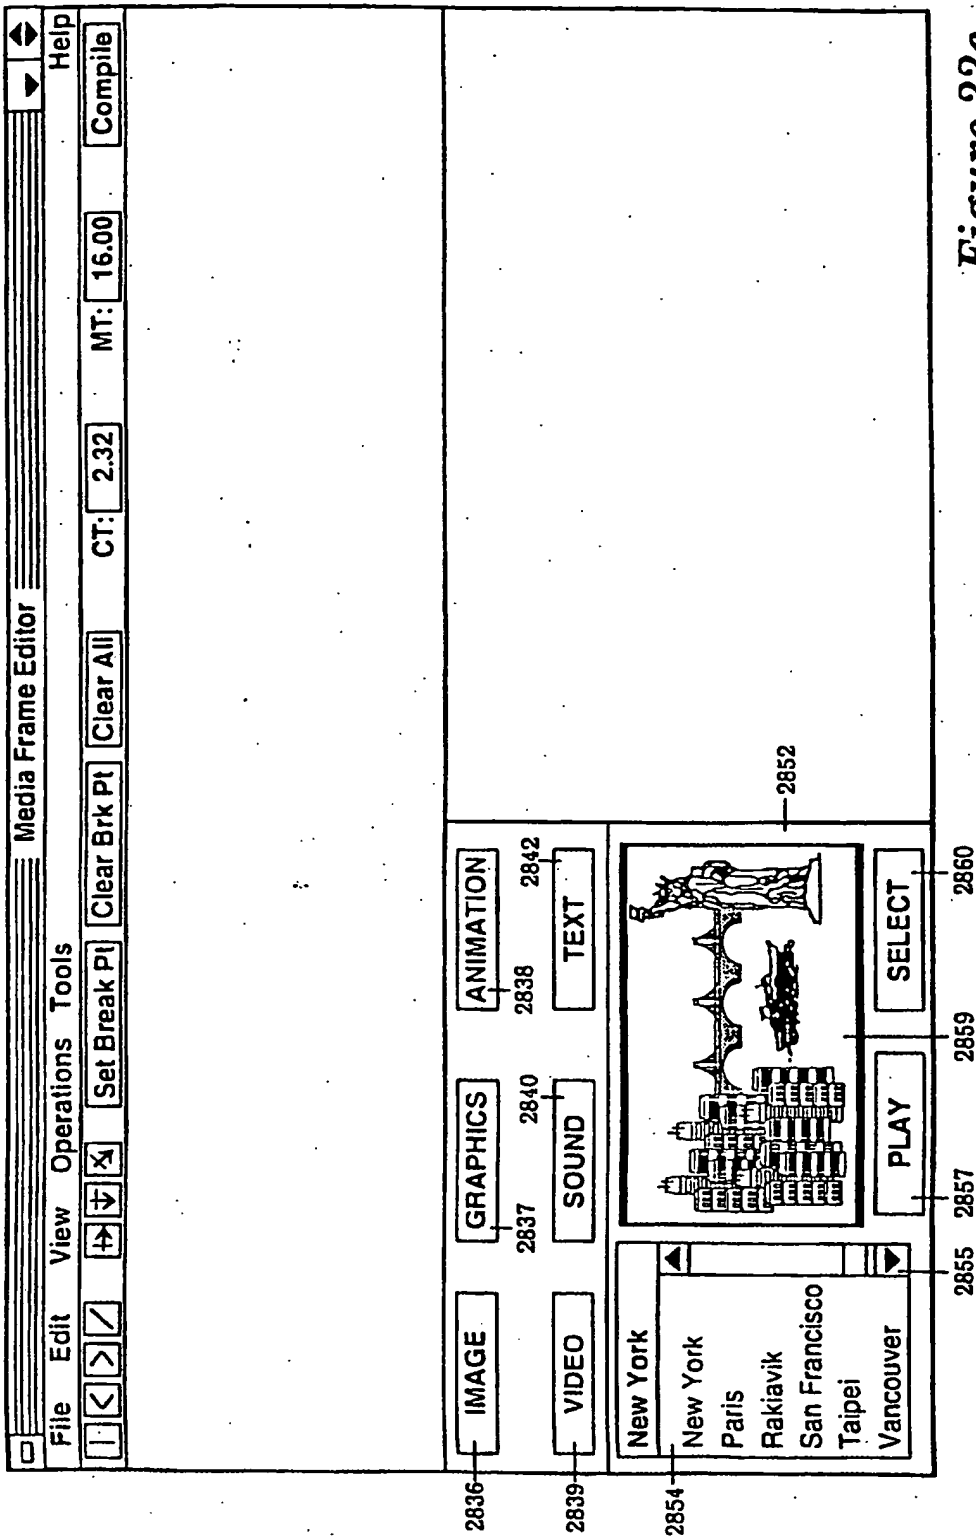 Media Frame Editor
File Edit View Operations Tools Help
Set Break Pt Clear Brk Pt Clear All CT: 2.32 MT: 16.00 Compile
2836 IMAGE GRAPHICS 2837 ANIMATION 2838
2839 VIDEO SOUND 2840 TEXT 2842
2852
2854
New York
New York
Paris
Rakiavik
San Francisco
Taipei
Vancouver
PLAY SELECT
2855 2857 2859 2860
Figure